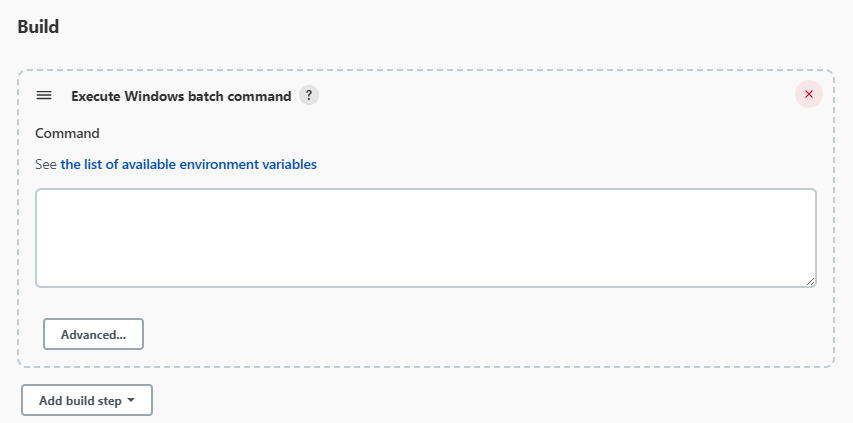 Build
Execute Windows batch command ?
Command
See the list of available environment variables
Advanced...
Add build step